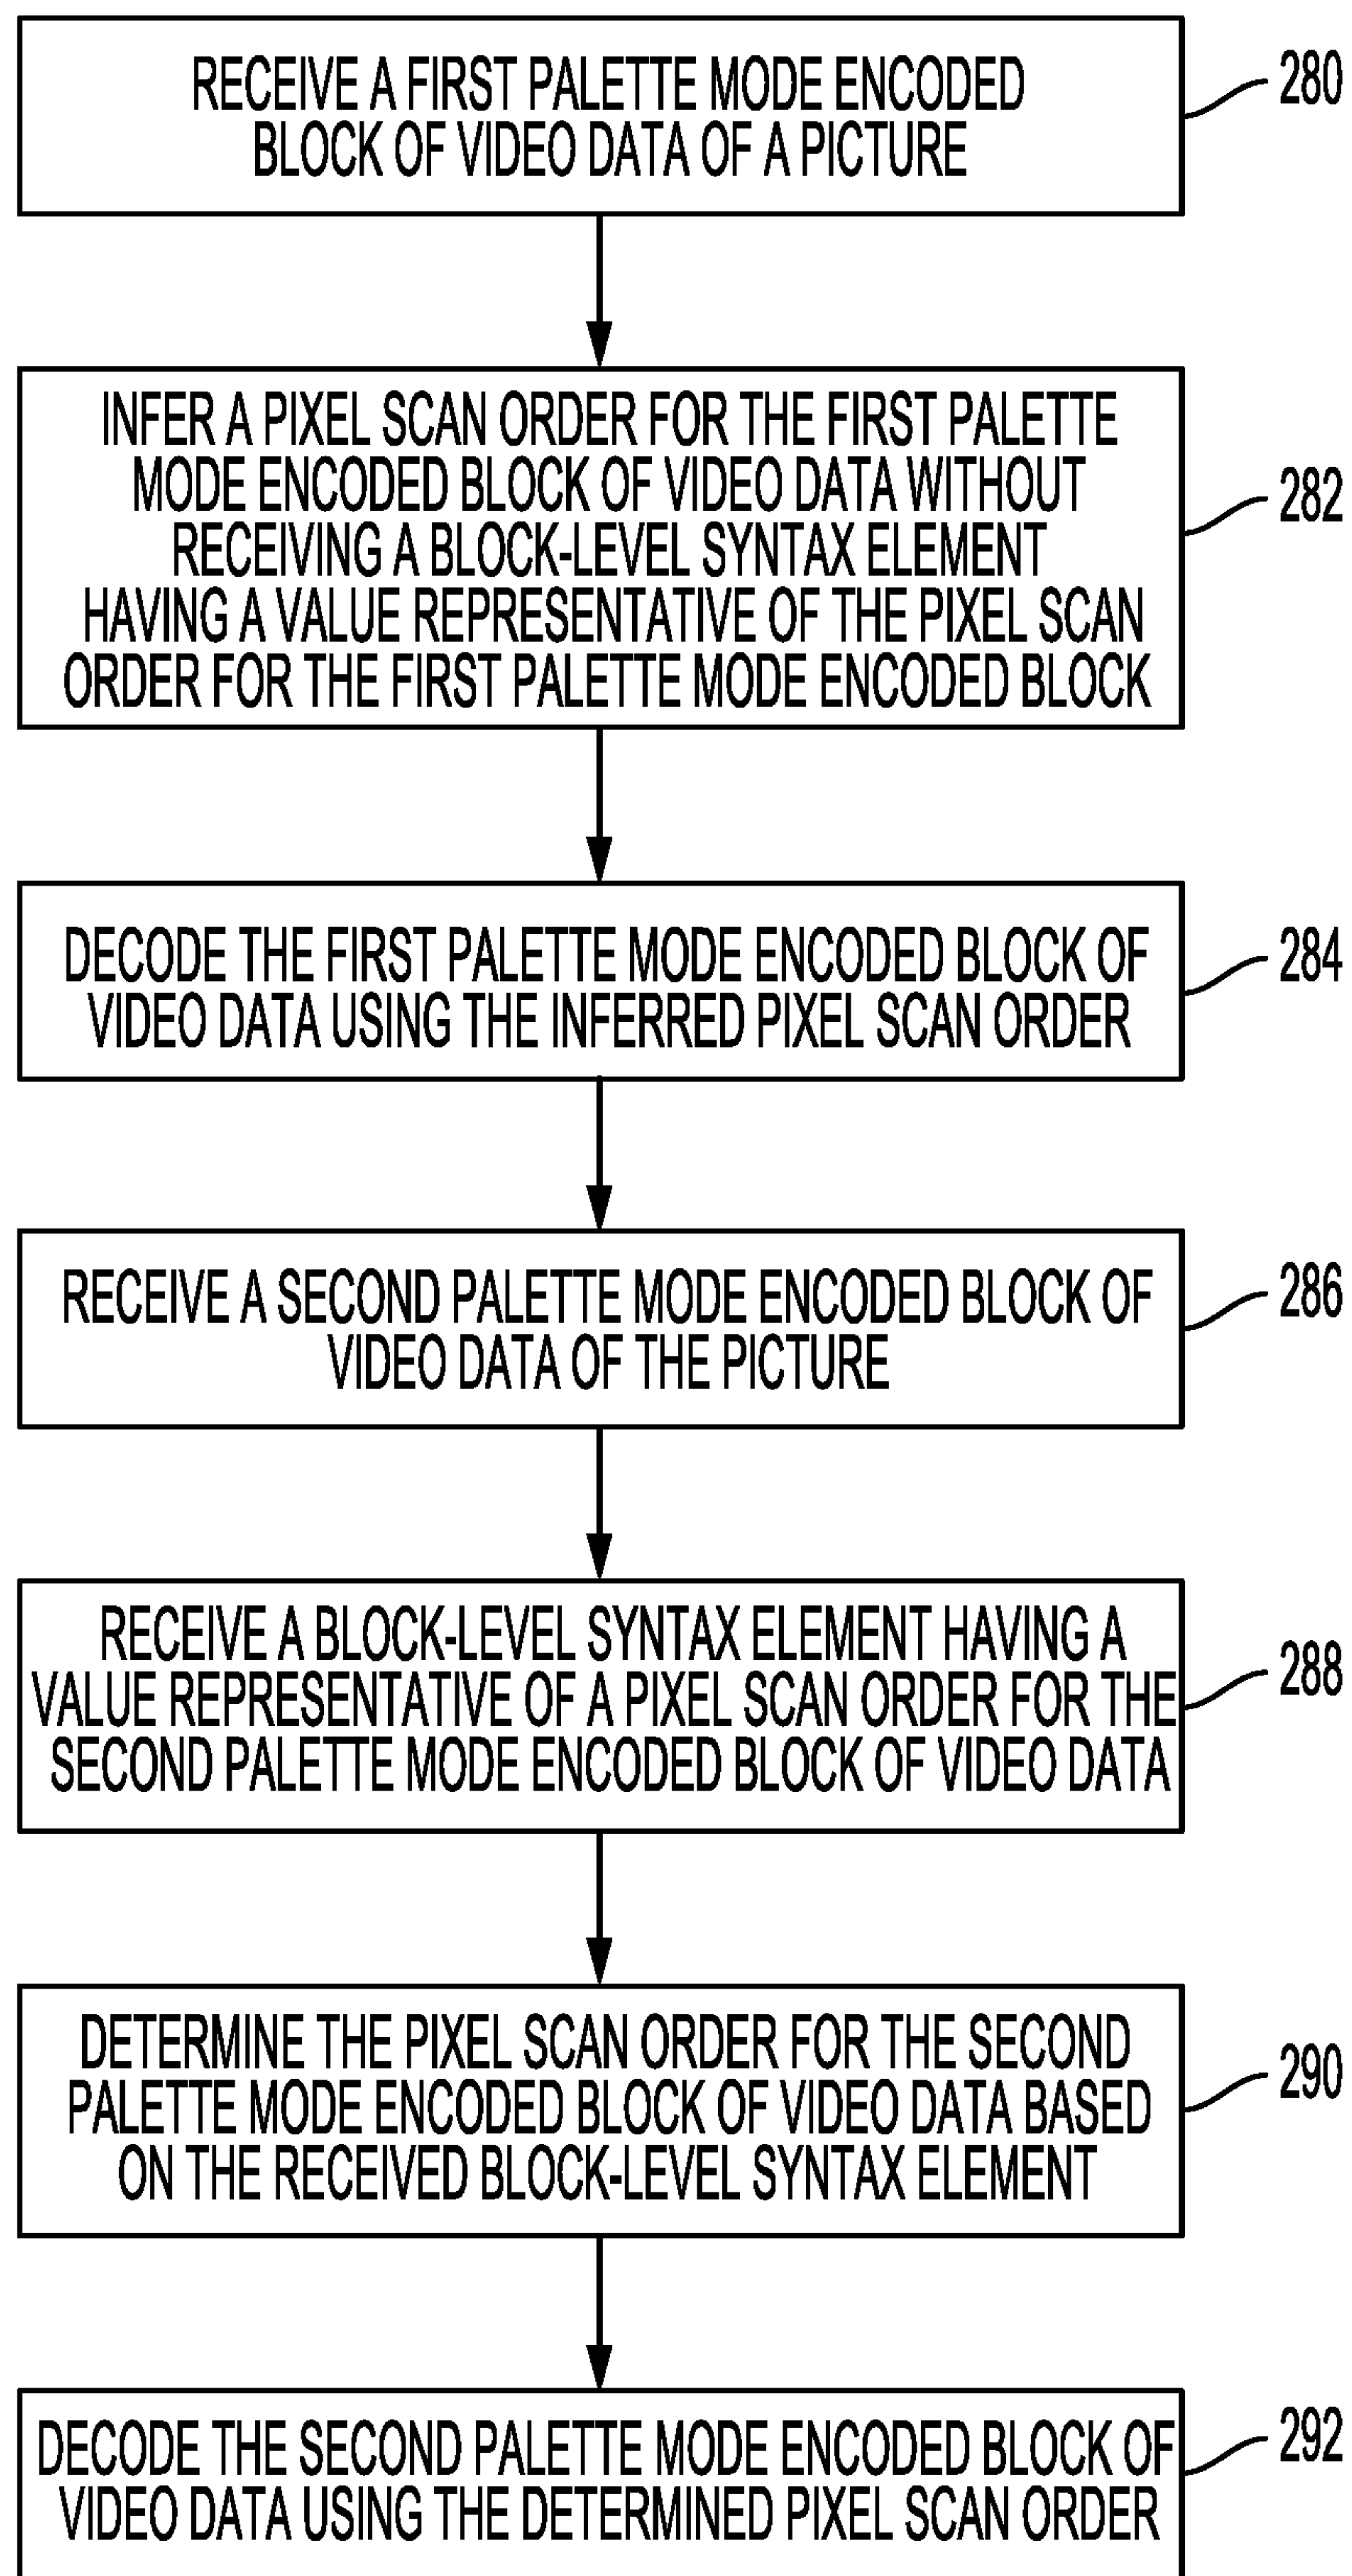 RECEIVE A FIRST PALETTE MODE ENCODED
BLOCK OF VIDEO DATA OF A PICTURE
280
INFER A PIXEL SCAN ORDER FOR THE FIRST PALETTE
MODE ENCODED BLOCK OF VIDEO DATA WITHOUT
RECEIVING A BLOCK-LEVEL SYNTAX ELEMENT
HAVING A VALUE REPRESENTATIVE OF THE PIXEL SCAN
ORDER FOR THE FIRST PALETTE MODE ENCODED BLOCK
282
DECODE THE FIRST PALETTE MODE ENCODED BLOCK OF
VIDEO DATA USING THE INFERRED PIXEL SCAN ORDER
284
RECEIVE A SECOND PALETTE MODE ENCODED BLOCK OF
VIDEO DATA OF THE PICTURE
286
RECEIVE A BLOCK-LEVEL SYNTAX ELEMENT HAVING A
VALUE REPRESENTATIVE OF A PIXEL SCAN ORDER FOR THE
SECOND PALETTE MODE ENCODED BLOCK OF VIDEO DATA
288
DETERMINE THE PIXEL SCAN ORDER FOR THE SECOND
PALETTE MODE ENCODED BLOCK OF VIDEO DATA BASED
ON THE RECEIVED BLOCK-LEVEL SYNTAX ELEMENT
290
DECODE THE SECOND PALETTE MODE ENCODED BLOCK OF
VIDEO DATA USING THE DETERMINED PIXEL SCAN ORDER
292